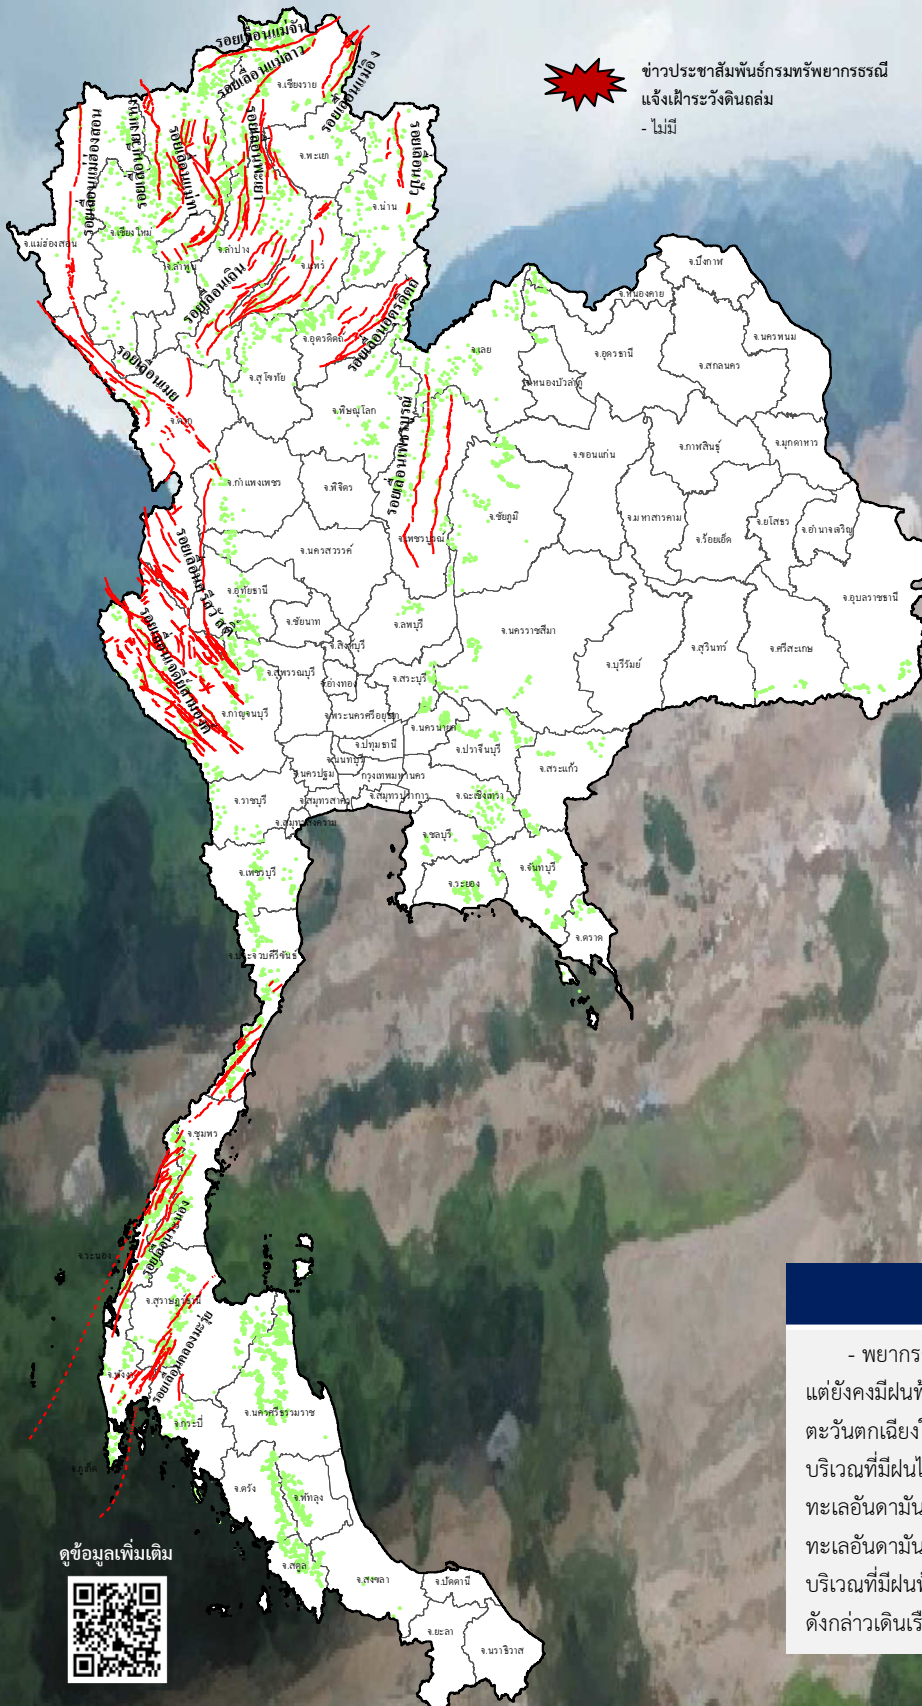 ข่าวประชาสัมพันธ์กรมทรัพยากรธรณี
แจ้งเฝ้าระวังดินถล่ม
- ไม่มี
รอยเลื่อนแม่จัน
รอยเลื่อนแม่ลาว
จ.เชียงราย
รอยเลื่อนแม่อิง
รอยเลื่อนแม่ฮ่องสอน
รอยเลื่อนแม่ทา
รอยเลื่อนพะเยา
จ.พะเยา
รอยเลื่อนปัว
จ.น่าน
จ.แม่ฮ่องสอน
จ.เชียงใหม่
จ.ลำพูน
จ.ลำปาง
จ.แพร่
รอยเลื่อนเถิน
รอยเลื่อนอุตรดิตถ์
จ.อุตรดิตถ์
รอยเลื่อนเมย
จ.ตาก
จ.สุโขทัย
จ.พิษณุโลก
จ.เลย
จ.บึงกาฬ
จ.หนองคาย
จ.นครพนม
จ.อุดรธานี
จ.สกลนคร
จ.หนองบัวลำภู
รอยเลื่อนเพชรบูรณ์
จ.ขอนแก่น
จ.กาฬสินธุ์
จ.มุกดาหาร
จ.กำแพงเพชร
จ.พิจิตร
จ.เพชรบูรณ์
จ.ชัยภูมิ
จ.มหาสารคาม
จ.ร้อยเอ็ด
จ.ยโสธร
จ.อำนาจเจริญ
จ.นครสวรรค์
รอยเลื่อนศรีสวัสดิ์
จ.อุทัยธานี
จ.ชัยนาท
จ.ลพบุรี
จ.นครราชสีมา
จ.บุรีรัมย์
จ.สุรินทร์
จ.ศรีสะเกษ
จ.อุบลราชธานี
รอยเลื่อนเจดีย์สามองค์
จ.สิงห์บุรี
จ.สุพรรณบุรี
จ.อ่างทอง
จ.สระบุรี
จ.กาญจนบุรี
จ.พระนครศรีอยุธยา
จ.นครนายก
จ.ปทุมธานี
จ.ปราจีนบุรี
จ.นนทบุรี
จ.สระแก้ว
จ.นครปฐม
กรุงเทพมหานคร
จ.ราชบุรี
จ.สมุทรสาคร
จ.สมุทรปราการ
จ.ฉะเชิงเทรา
จ.สมุทรสงคราม
จ.ชลบุรี
จ.เพชรบุรี
จ.ระยอง
จ.จันทบุรี
จ.ตราด
จ.ประจวบคีรีขันธ์
จ.ชุมพร
รอยเลื่อนระนอง
จ.ระนอง
จ.สุราษฎร์ธานี
รอยเลื่อนคลองมะรุ่ย
จ.พังงา
จ.กระบี่
จ.นครศรีธรรมราช
จ.ภูเก็ต
จ.ตรัง
จ.พัทลุง
จ.สตูล
จ.สงขลา
จ.ปัตตานี
จ.ยะลา
จ.นราธิวาส
ดูข้อมูลเพิ่มเติม
- พยากร
แต่ยังคงมีฝนฟ้
ตะวันตกเฉียงใ
บริเวณที่มีฝนไ
ทะเลอันดามัน
ทะเลอันดามัน
บริเวณที่มีฝนฟ้
ดังกล่าวเดินเรื